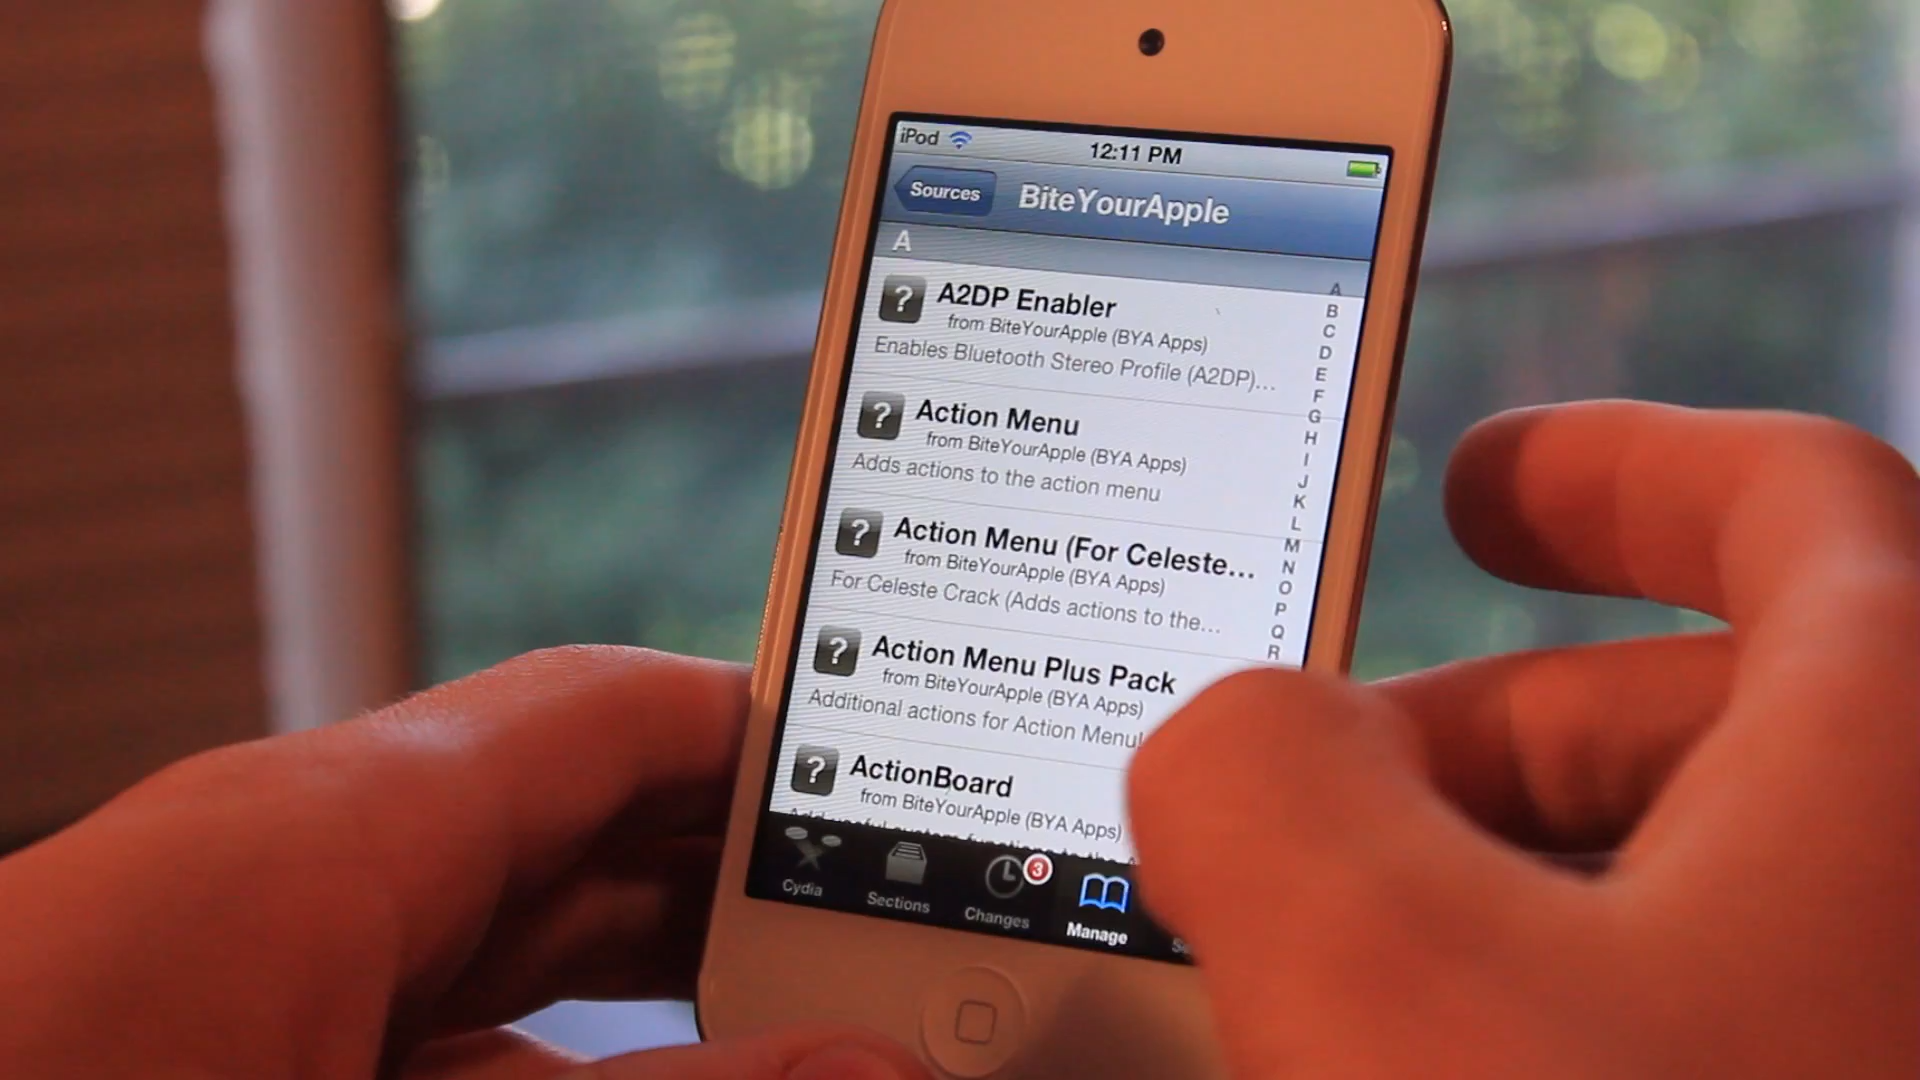 iPod
12:11 PM
Sources
BiteYourApple
A
A2DP Enabler
from BiteYourApple (BYA Apps)
Enables Bluetooth Stereo Profile (A2DP)...
Action Menu
from BiteYourApple (BYA Apps)
Adds actions to the action menu
Action Menu (For Celeste...
from BiteYourApple (BYA Apps)
For Celeste Crack (Adds actions to the...
Action Menu Plus Pack
from BiteYourApple (BYA Apps)
Additional actions for Action Menu!
ActionBoard
from BiteYourApple (BYA Apps)
A
B
C
D
E
F
G
H
I
J
K
L
M
N
O
P
Q
R
Cydia
Sections
3
Changes
Manage